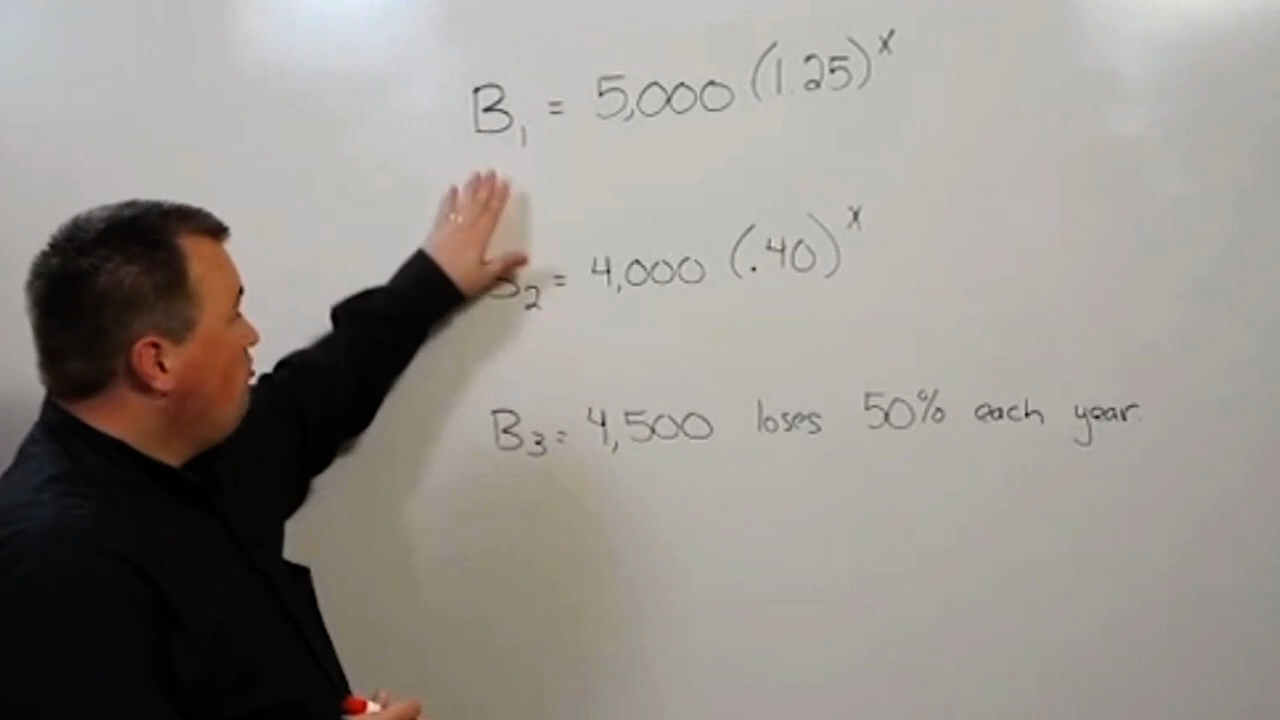 B₁ = 5,000 (1.25)ˣ
B₂ = 4,000 (.40)ˣ
B₃ = 4,500 loses 50% each year.